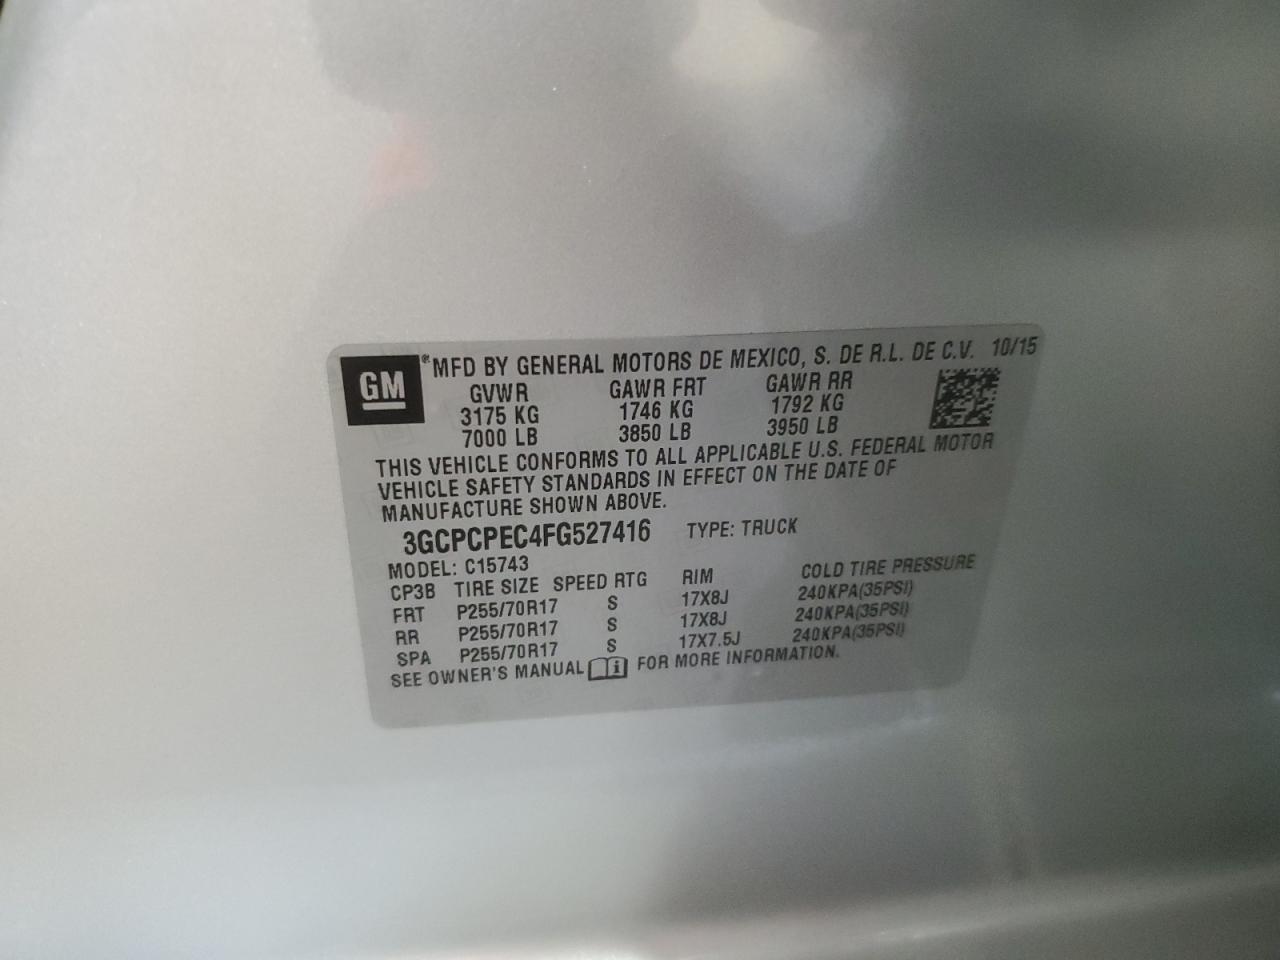 GM ® MFD BY GENERAL MOTORS DE MEXICO, S. DE R.L. DE C.V. 10/15
GVWR GAWR FRT GAWR RR
3175 KG 1746 KG 1792 KG
7000 LB 3850 LB 3950 LB
THIS VEHICLE CONFORMS TO ALL APPLICABLE U.S. FEDERAL MOTOR
VEHICLE SAFETY STANDARDS IN EFFECT ON THE DATE OF
MANUFACTURE SHOWN ABOVE.
3GCPCPEC4FG527416 TYPE: TRUCK
MODEL: C15743
CP3B TIRE SIZE SPEED RTG RIM COLD TIRE PRESSURE
FRT P255/70R17 S 17X8J 240KPA(35PSI)
RR P255/70R17 S 17X8J 240KPA(35PSI)
SPA P255/70R17 S 17X7.5J 240KPA(35PSI)
SEE OWNER'S MANUAL i FOR MORE INFORMATION.